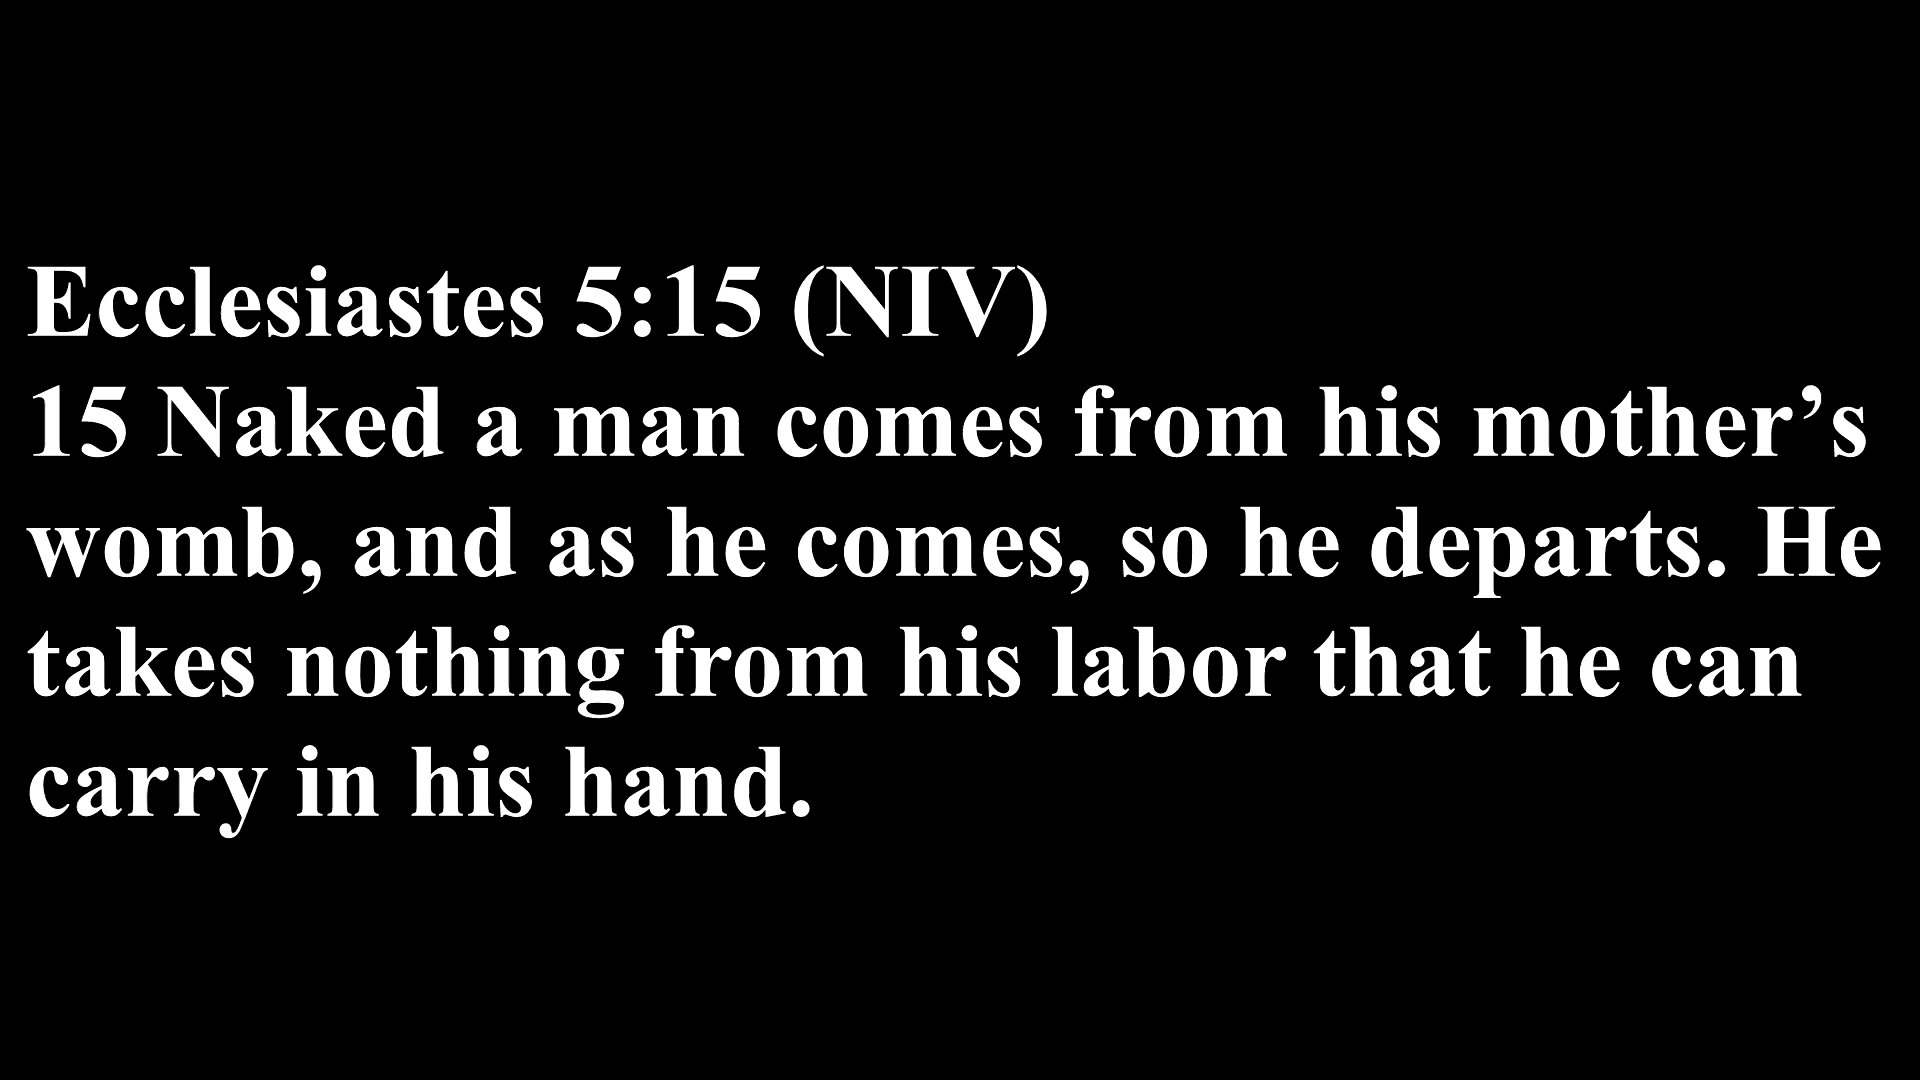 Ecclesiastes 5:15 (NIV)
15 Naked a man comes from his mother’s
womb, and as he comes, so he departs. He
takes nothing from his labor that he can
carry in his hand.